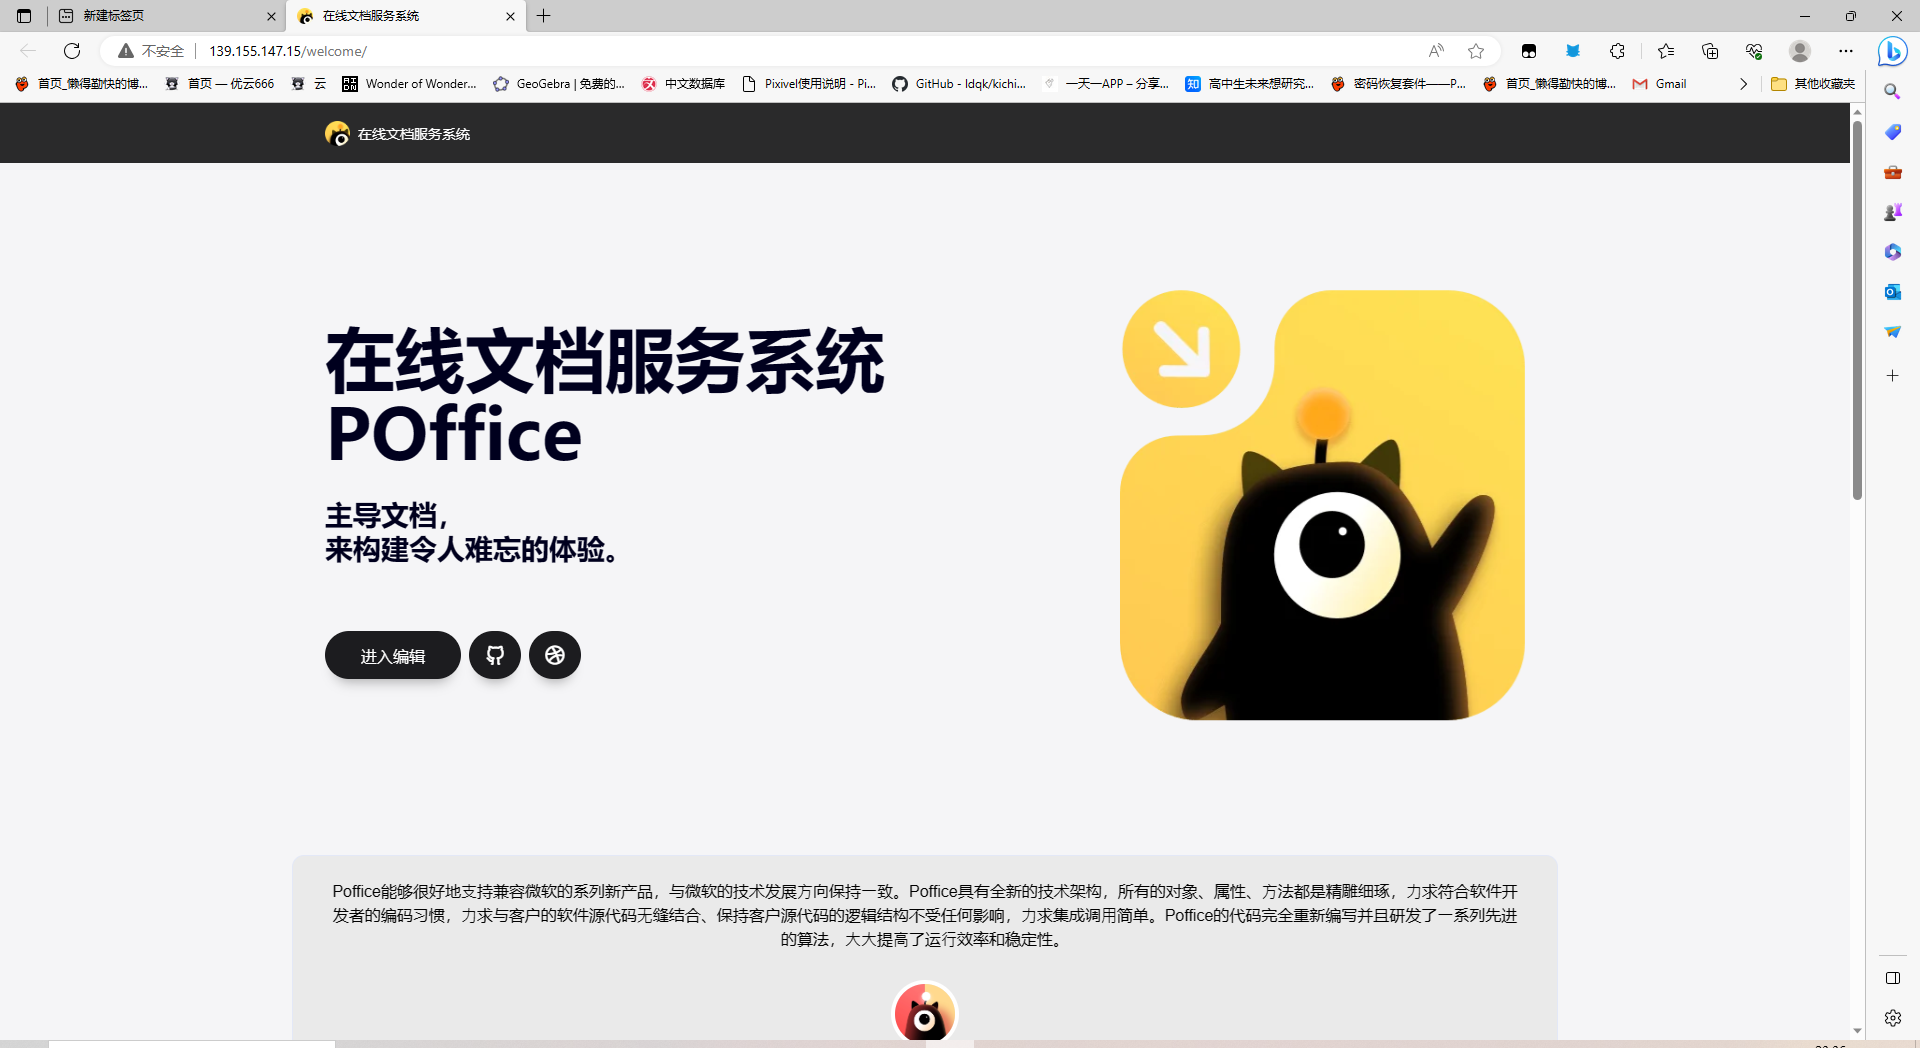 新建标签页
在线文档服务系统
不安全
139.155.147.15/welcome/
首页_懒得勤快的博...
首页 — 优云666
云
Wonder of Wonder...
GeoGebra | 免费的...
中文数据库
Pixivel使用说明 - Pi...
GitHub - ldqk/kichi...
一天一APP – 分享...
高中生未来想研究...
密码恢复套件——P...
首页_懒得勤快的博...
Gmail
其他收藏夹
在线文档服务系统
在线文档服务系统
POffice
主导文档，
来构建令人难忘的体验。
进入编辑
Poffice能够很好地支持兼容微软的系列新产品，与微软的技术发展方向保持一致。Poffice具有全新的技术架构，所有的对象、属性、方法都是精雕细琢，力求符合软件开
发者的编码习惯，力求与客户的软件源代码无缝结合、保持客户源代码的逻辑结构不受任何影响，力求集成调用简单。Poffice的代码完全重新编写并且研发了一系列先进
的算法，大大提高了运行效率和稳定性。